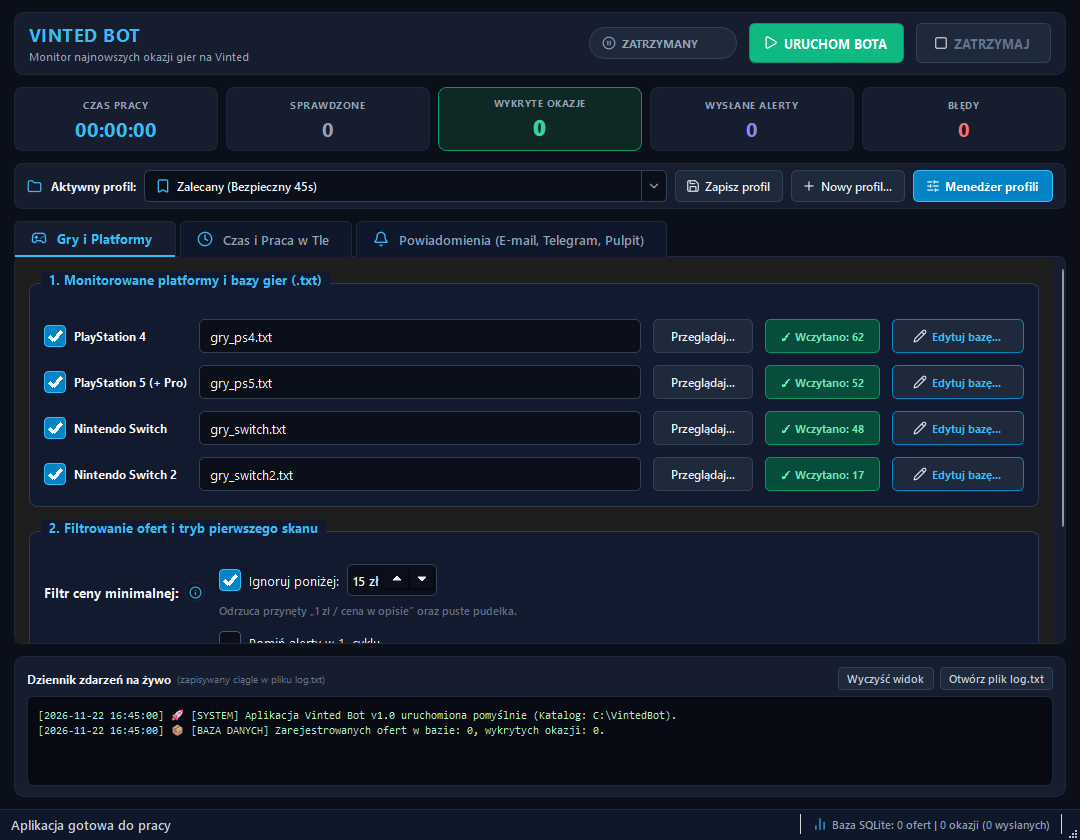 VINTED BOT
Monitor najnowszych okazji gier na Vinted
ZATRZYMANY
URUCHOM BOTA
ZATRZYMAJ
CZAS PRACY
00:00:00
SPRAWDZONE
0
WYKRYTE OKAZJE
0
WYSŁANE ALERTY
0
BŁĘDY
0
Aktywny profil:
Zalecany (Bezpieczny 45s)
Zapisz profil
Nowy profil...
Menedżer profili
Gry i Platformy
Czas i Praca w Tle
Powiadomienia (E-mail, Telegram, Pulpit)
1. Monitorowane platformy i bazy gier (.txt)
PlayStation 4
gry_ps4.txt
Przeglądaj...
✓ Wczytano: 62
Edytuj bazę...
PlayStation 5 (+ Pro)
gry_ps5.txt
Przeglądaj...
✓ Wczytano: 52
Edytuj bazę...
Nintendo Switch
gry_switch.txt
Przeglądaj...
✓ Wczytano: 48
Edytuj bazę...
Nintendo Switch 2
gry_switch2.txt
Przeglądaj...
✓ Wczytano: 17
Edytuj bazę...
2. Filtrowanie ofert i tryb pierwszego skanu
Filtr ceny minimalnej:
Ignoruj poniżej:
15 zł
Odrzuca przynęty „1 zł / cena w opisie” oraz puste pudełka.
Pomiń alerty w 1. cyklu
Dziennik zdarzeń na żywo (zapisywany ciągle w pliku log.txt)
Wyczyść widok
Otwórz plik log.txt
[2026-11-22 16:45:00] 🚀 [SYSTEM] Aplikacja Vinted Bot v1.0 uruchomiona pomyślnie (Katalog: C:\VintedBot).
[2026-11-22 16:45:00] 📦 [BAZA DANYCH] Zarejestrowanych ofert w bazie: 0, wykrytych okazji: 0.
Aplikacja gotowa do pracy
Baza SQLite: 0 ofert | 0 okazji (0 wysłanych)